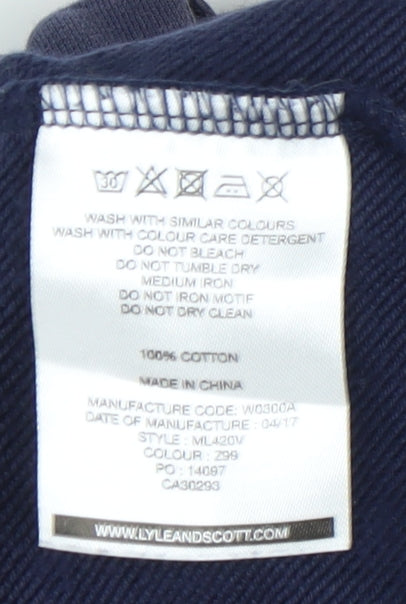 30
WASH WITH SIMILAR COLOURS
WASH WITH COLOUR CARE DETERGENT
DO NOT BLEACH
DO NOT TUMBLE DRY
MEDIUM IRON
DO NOT IRON MOTIF
DO NOT DRY CLEAN
100% COTTON
MADE IN CHINA
MANUFACTURE CODE: W0300A
DATE OF MANUFACTURE : 04/17
STYLE : ML420V
COLOUR : Z99
PO : 14097
CA30293
WWW.LYLEANDSCOTT.COM